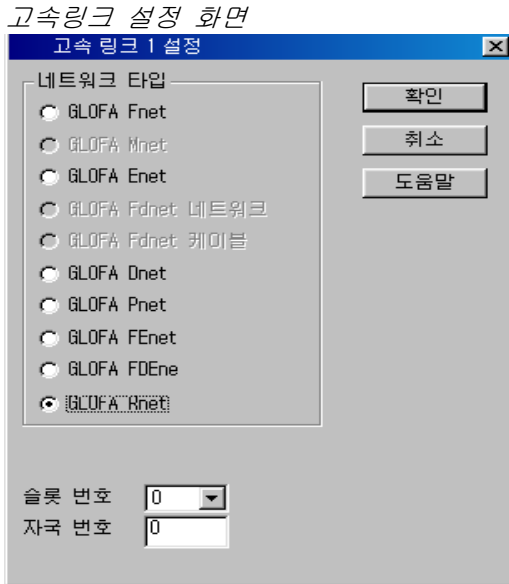 고속링크 설정 화면
고속 링크 1 설정
네트워크 타입
GLOFA Fnet
GLOFA Mnet
GLOFA Enet
GLOFA Fdnet 네트워크
GLOFA Fdnet 케이블
GLOFA Dnet
GLOFA Pnet
GLOFA FEnet
GLOFA FDEne
GLOFA Rnet
확인
취소
도움말
슬롯 번호 0
자국 번호 0